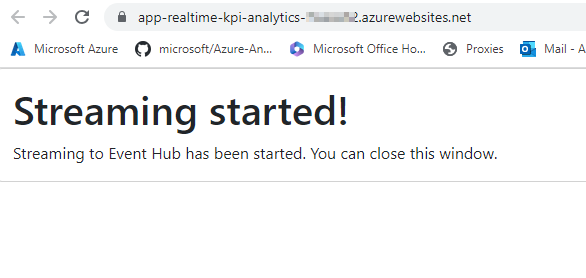 app-realtime-kpi-analytics- 2.azurewebsites.net
Microsoft Azure microsoft/Azure-An... Microsoft Office Ho... Proxies Mail - A
Streaming started!
Streaming to Event Hub has been started. You can close this window.